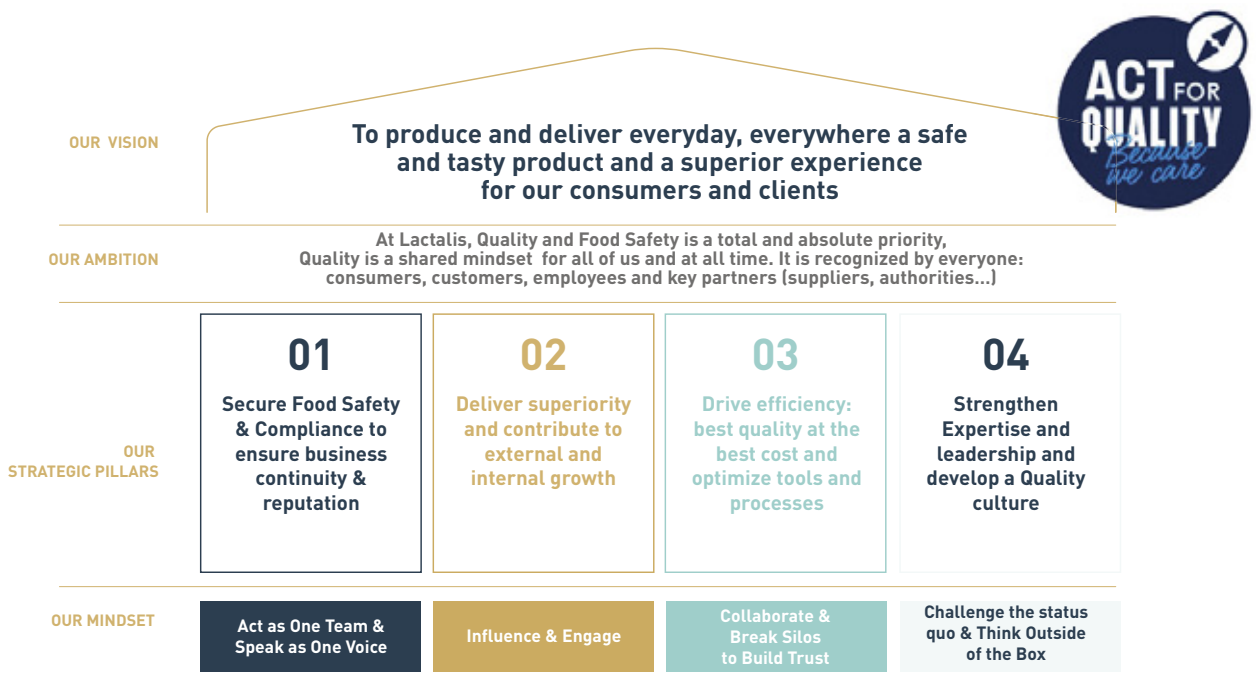 ACT FOR
QUALITY
Because
we care
OUR VISION
To produce and deliver everyday, everywhere a safe
and tasty product and a superior experience
for our consumers and clients
OUR AMBITION
At Lactalis, Quality and Food Safety is a total and absolute priority,
Quality is a shared mindset for all of us and at all time. It is recognized by everyone:
consumers, customers, employees and key partners (suppliers, authorities...)
OUR
STRATEGIC PILLARS
01
Secure Food Safety
& Compliance to
ensure business
continuity &
reputation
02
Deliver superiority
and contribute to
external and
internal growth
03
Drive efficiency:
best quality at the
best cost and
optimize tools and
processes
04
Strengthen
Expertise and
leadership and
develop a Quality
culture
OUR MINDSET
Act as One Team &
Speak as One Voice
Influence & Engage
Collaborate &
Break Silos
to Build Trust
Challenge the status
quo & Think Outside
of the Box